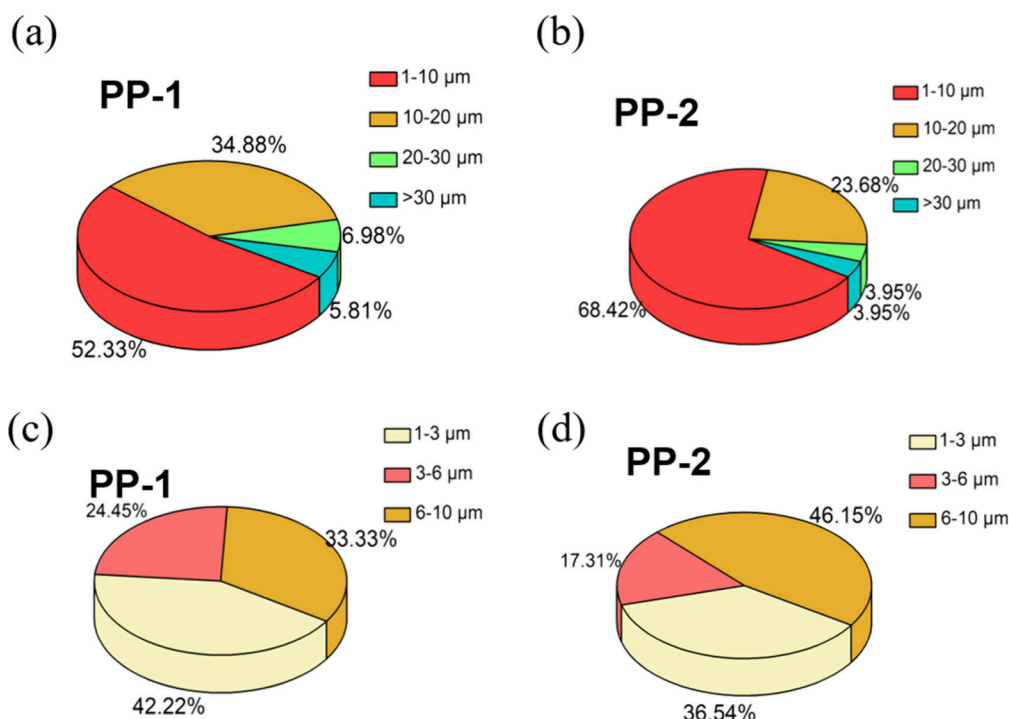 (a)
PP-1
1-10 μm
10-20 μm
20-30 μm
>30 μm
34.88%
6.98%
5.81%
52.33%
(b)
PP-2
1-10 μm
10-20 μm
20-30 μm
>30 μm
23.68%
3.95%
3.95%
68.42%
(c)
PP-1
1-3 μm
3-6 μm
6-10 μm
24.45%
33.33%
42.22%
(d)
PP-2
1-3 μm
3-6 μm
6-10 μm
46.15%
17.31%
36.54%